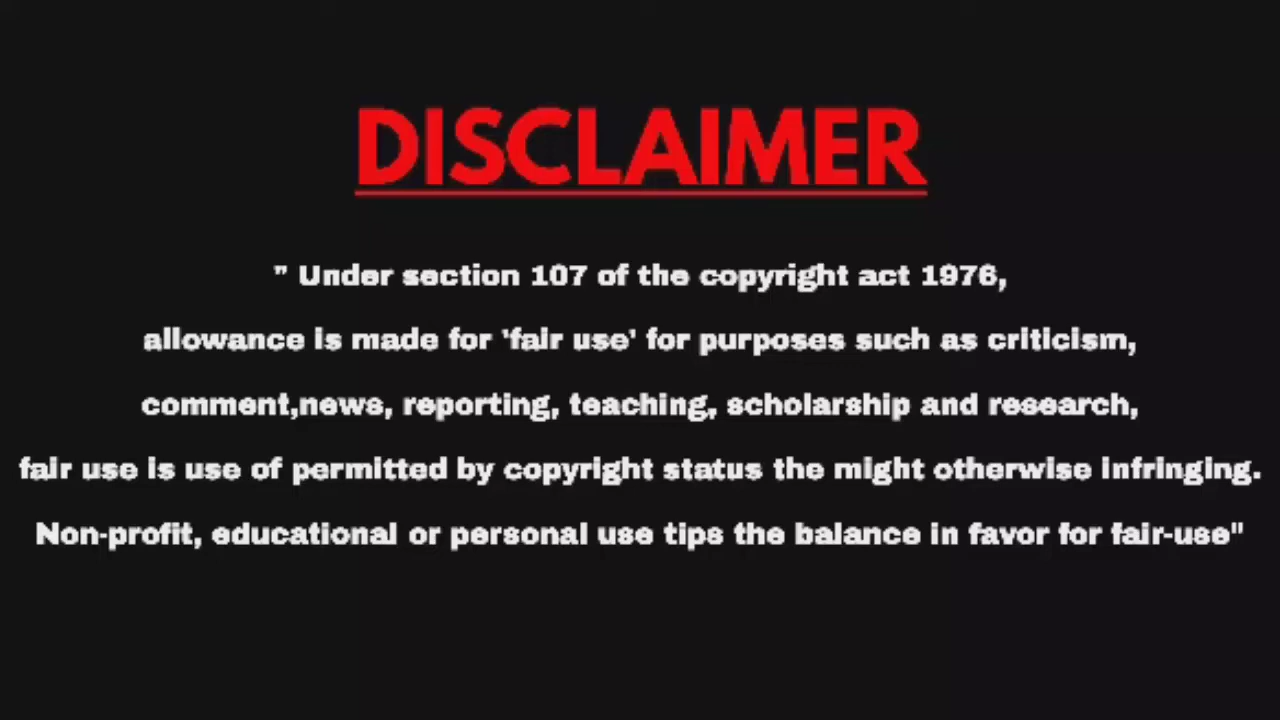 DISCLAIMER
" Under section 107 of the copyright act 1976,
allowance is made for 'fair use' for purposes such as criticism,
comment,news, reporting, teaching, scholarship and research,
fair use is use of permitted by copyright status the might otherwise infringing.
Non-profit, educational or personal use tips the balance in favor for fair-use"